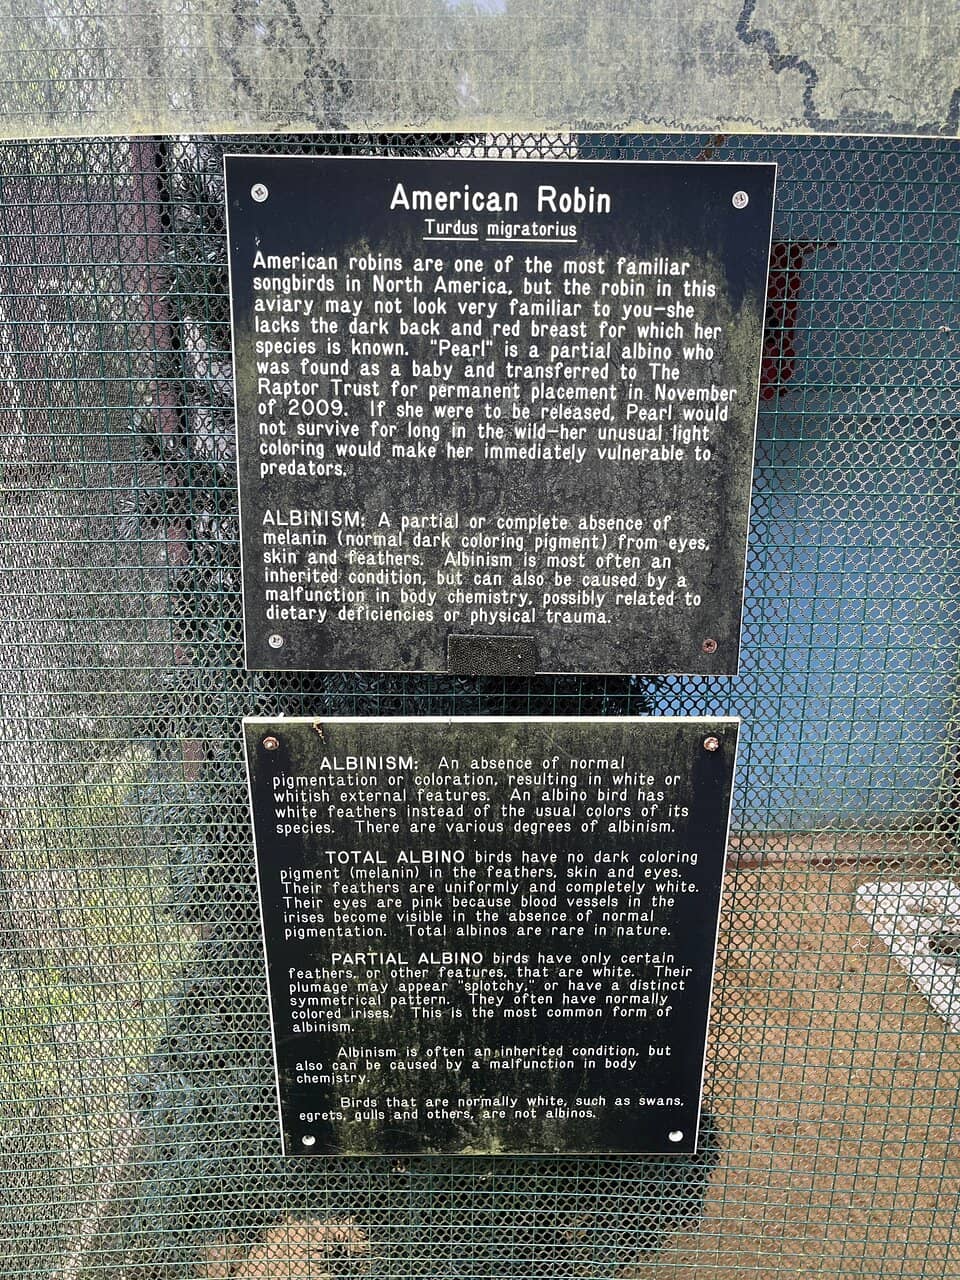 American Robin
Turdus migratorius
American robins are one of the most familiar
songbirds in North America, but the robin in this
aviary may not look very familiar to you—she
lacks the dark back and red breast for which her
species is known. "Pearl" is a partial albino who
was found as a baby and transferred to The
Raptor Trust for permanent placement in November
of 2009. If she were to be released, Pearl would
not survive for long in the wild—her unusual light
coloring would make her immediately vulnerable to
predators.
ALBINISM: A partial or complete absence of
melanin (normal dark coloring pigment) from eyes,
skin and feathers. Albinism is most often an
inherited condition, but can also be caused by a
malfunction in body chemistry, possibly related to
dietary deficiencies or physical trauma.
ALBINISM: An absence of normal
pigmentation or coloration, resulting in white or
whitish external features. An albino bird has
white feathers instead of the usual colors of its
species. There are various degrees of albinism.
TOTAL ALBINO birds have no dark coloring
pigment (melanin) in the feathers, skin and eyes.
Their feathers are uniformly and completely white.
Their eyes are pink because blood vessels in the
irises become visible in the absence of normal
pigmentation. Total albinos are rare in nature.
PARTIAL ALBINO birds have only certain
feathers, or other features, that are white. Their
plumage may appear "splotchy," or have a distinct
symmetrical pattern. They often have normally
colored irises. This is the most common form of
albinism.
Albinism is often an inherited condition, but
also can be caused by a malfunction in body
chemistry.
Birds that are normally white, such as swans,
egrets, gulls and others, are not albinos.